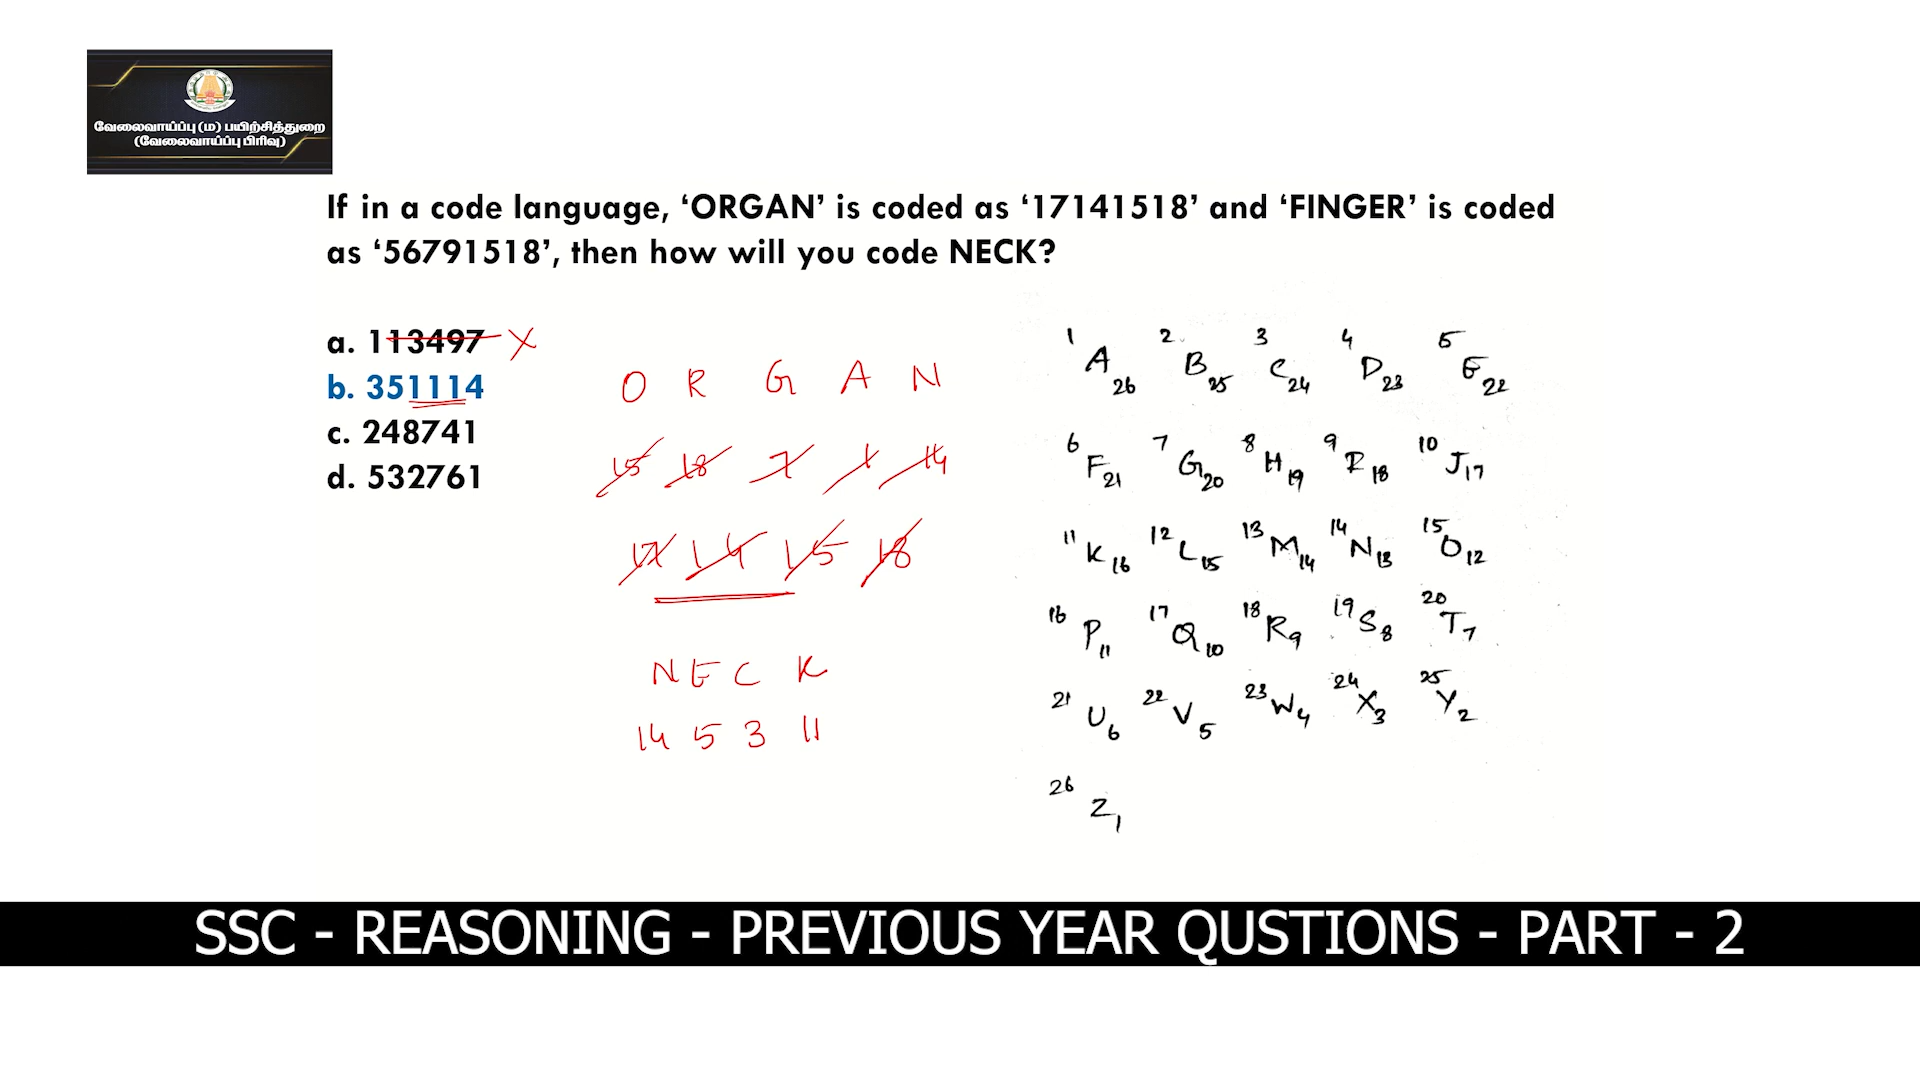 வேலைவாய்ப்பு (ம) பயிற்சித்துறை
(வேலைவாய்ப்பு பிரிவு)
If in a code language, ‘ORGAN’ is coded as ‘17141518’ and ‘FINGER’ is coded
as ‘56791518’, then how will you code NECK?
a. 113497 X
b. 351114
c. 248741
d. 532761
O R G A N
15 18 7 1 14
17 14 15 18
N E C K
14 5 3 11
1 A 26 2 B 25 3 C 24 4 D 23 5 E 22
6 F 21 7 G 20 8 H 19 9 I 18 10 J 17
11 K 16 12 L 15 13 M 14 14 N 13 15 O 12
16 P 11 17 Q 10 18 R 9 19 S 8 20 T 7
21 U 6 22 V 5 23 W 4 24 X 3 25 Y 2
26 Z 1
SSC - REASONING - PREVIOUS YEAR QUSTIONS - PART - 2